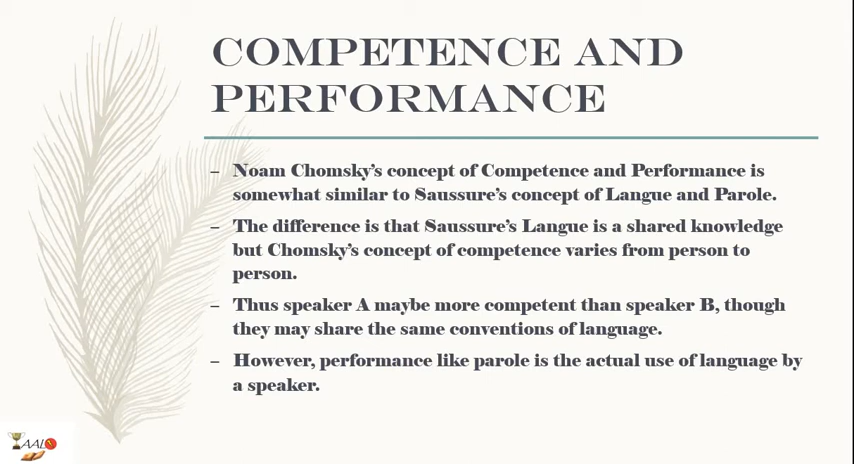 COMPETENCE AND
PERFORMANCE
– Noam Chomsky's concept of Competence and Performance is
somewhat similar to Saussure's concept of Langue and Parole.
– The difference is that Saussure's Langue is a shared knowledge
but Chomsky's concept of competence varies from person to
person.
– Thus speaker A maybe more competent than speaker B, though
they may share the same conventions of language.
– However, performance like parole is the actual use of language by
a speaker.